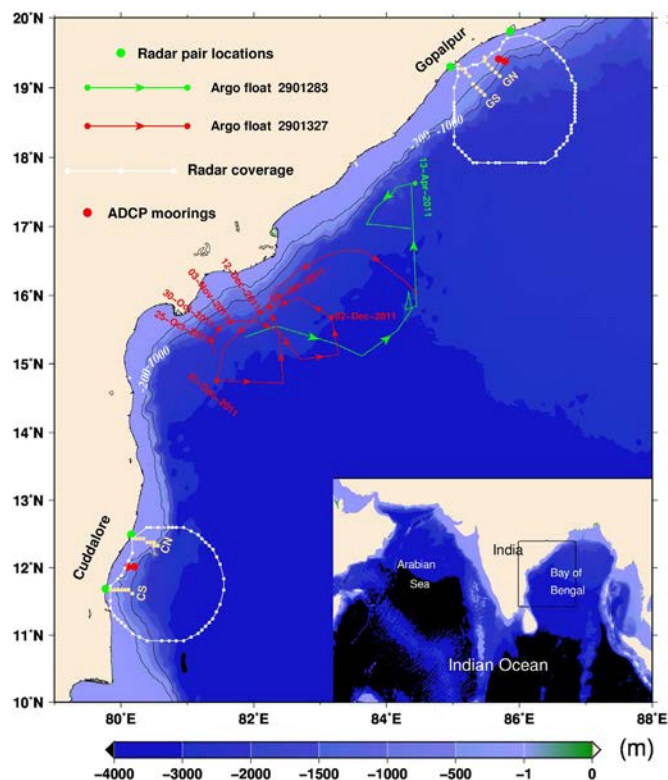 20°N
19°N
18°N
17°N
16°N
15°N
14°N
13°N
12°N
11°N
10°N
80°E
82°E
84°E
86°E
88°E
Radar pair locations
Argo float 2901283
Argo float 2901327
Radar coverage
ADCP moorings
Gopalpur
GS
GN
-200
-1000
13-Apr-2011
12-Dec-2011
03-Nov-2011
30-Oct-2011
25-Oct-2011
02-Dec-2011
-Dec-2011
-200
-1000
Cuddalore
CN
CS
India
Arabian
Sea
Bay of
Bengal
Indian Ocean
(m)
-4000
-3000
-1500
-1000
-500
-1
0